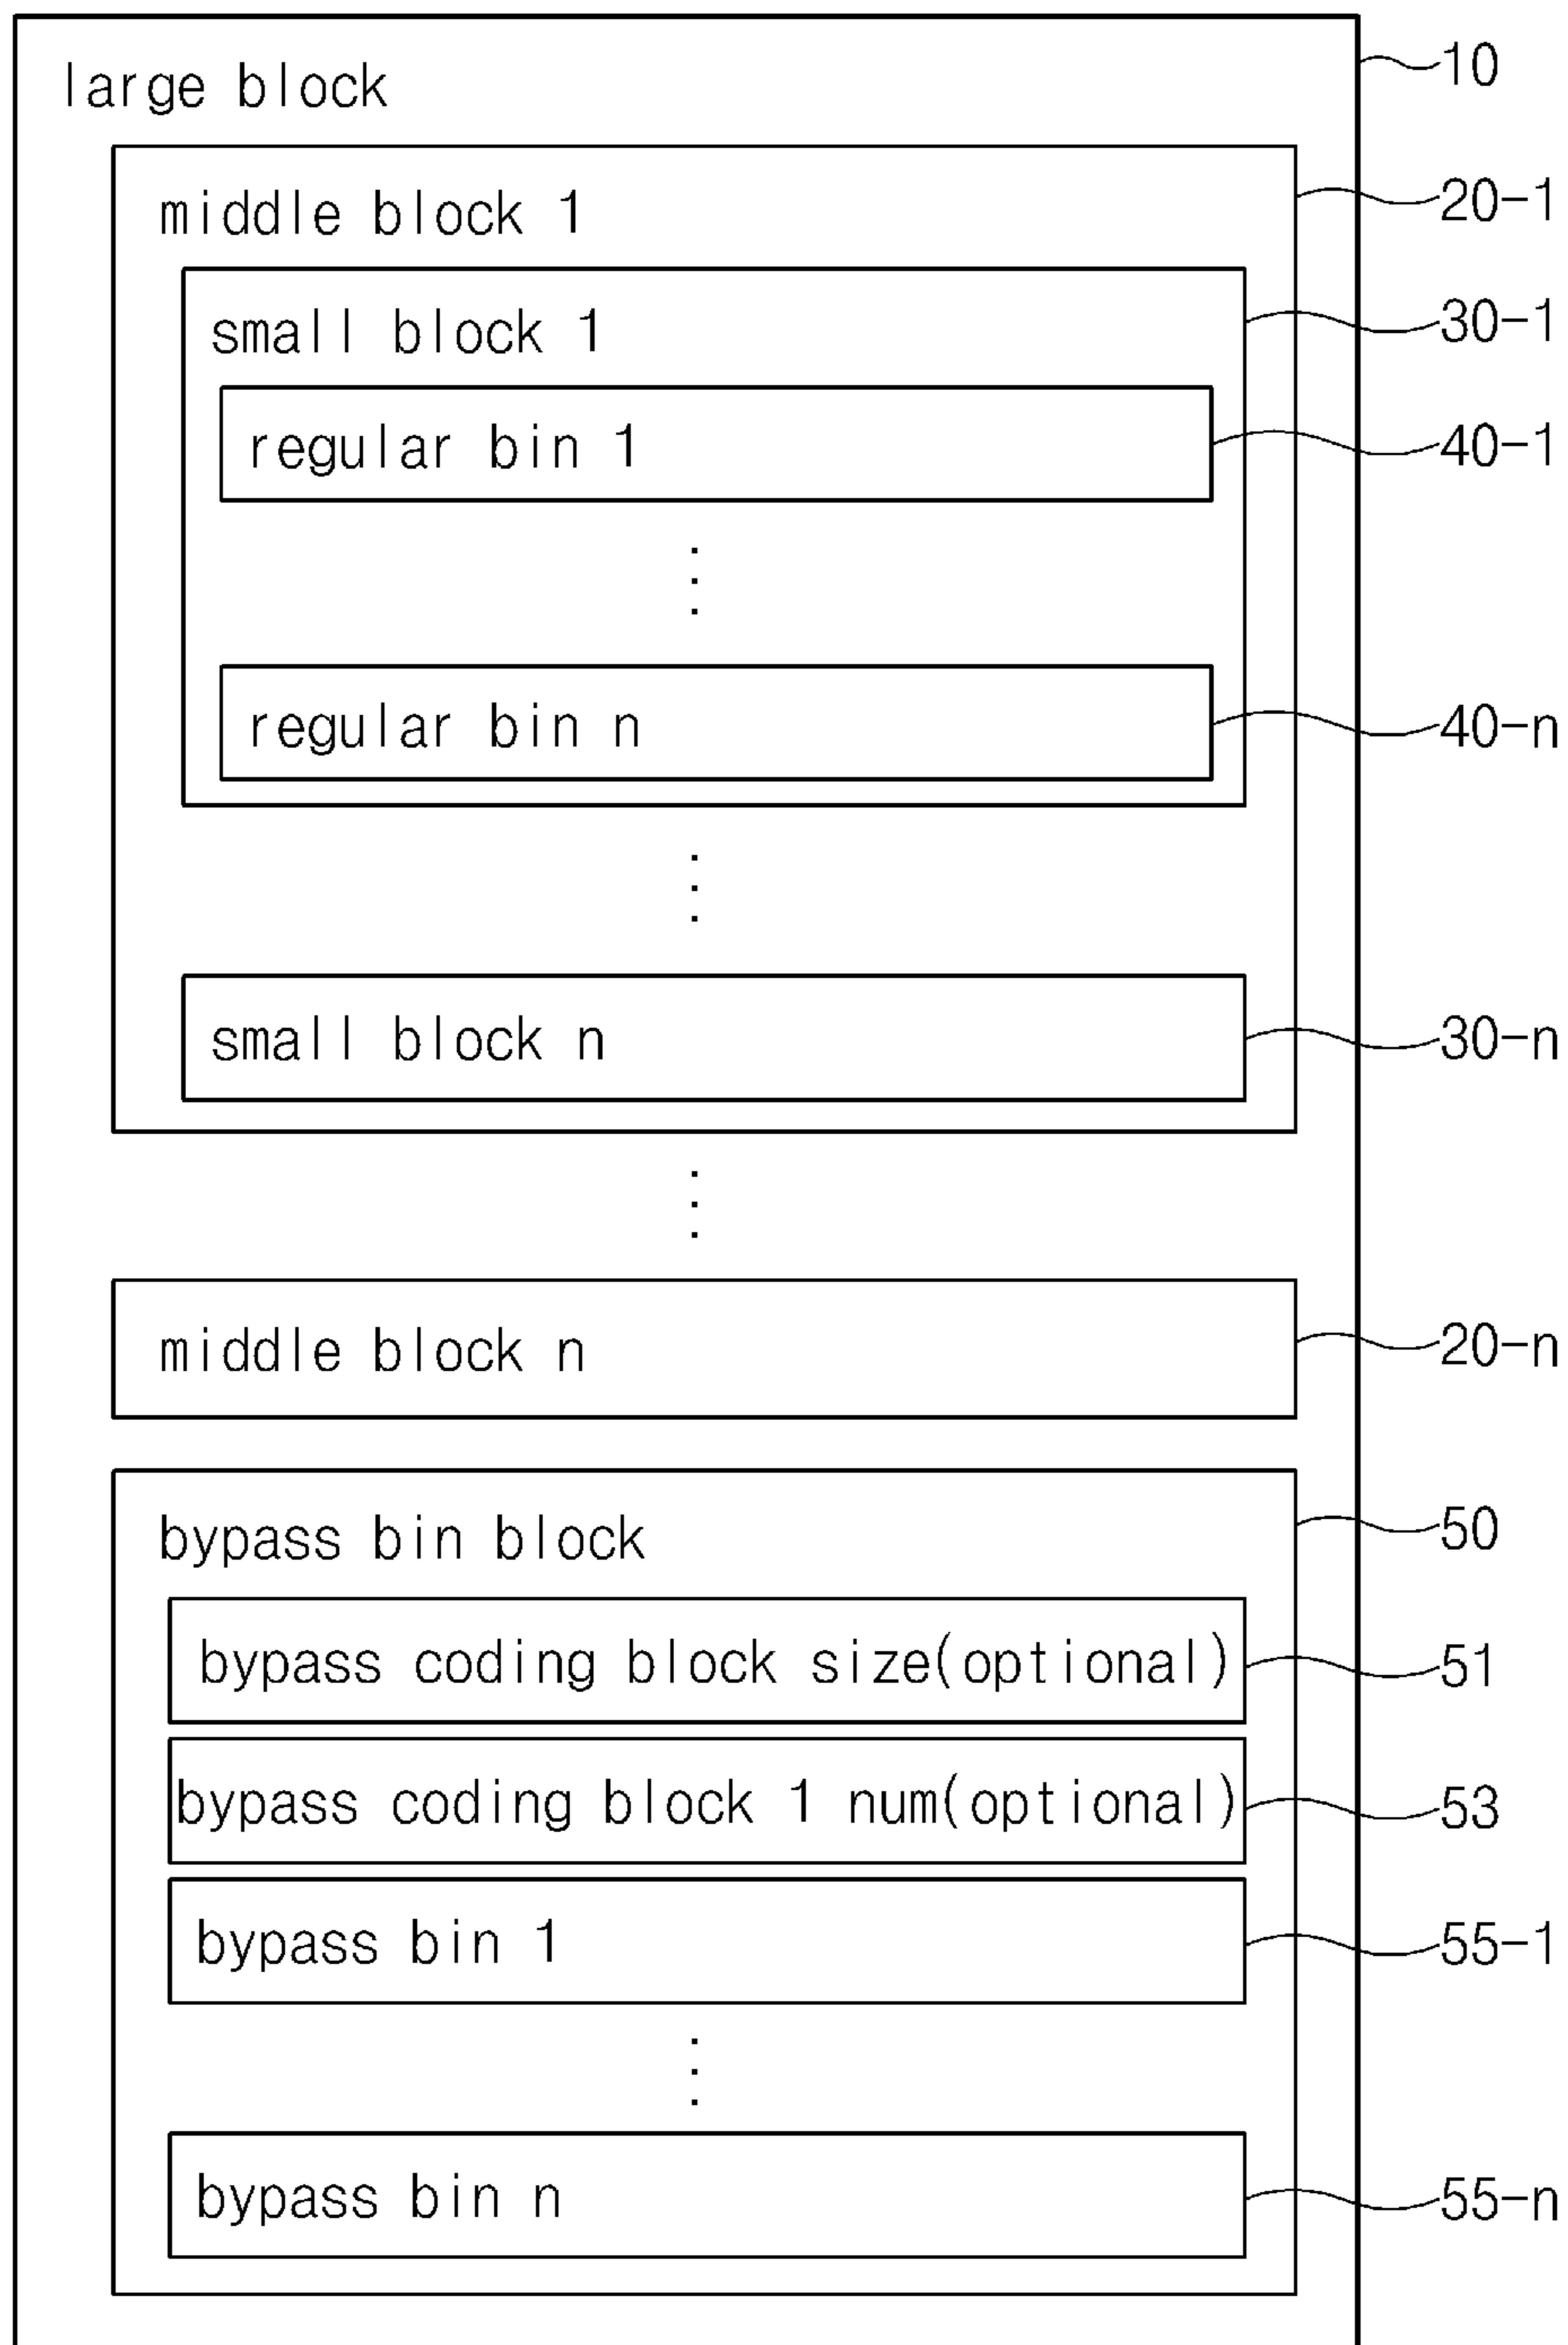 large block 10
middle block 1 20-1
small block 1 30-1
regular bin 1 40-1
regular bin n 40-n
small block n 30-n
middle block n 20-n
bypass bin block 50
bypass coding block size(optional) 51
bypass coding block 1 num(optional) 53
bypass bin 1 55-1
bypass bin n 55-n